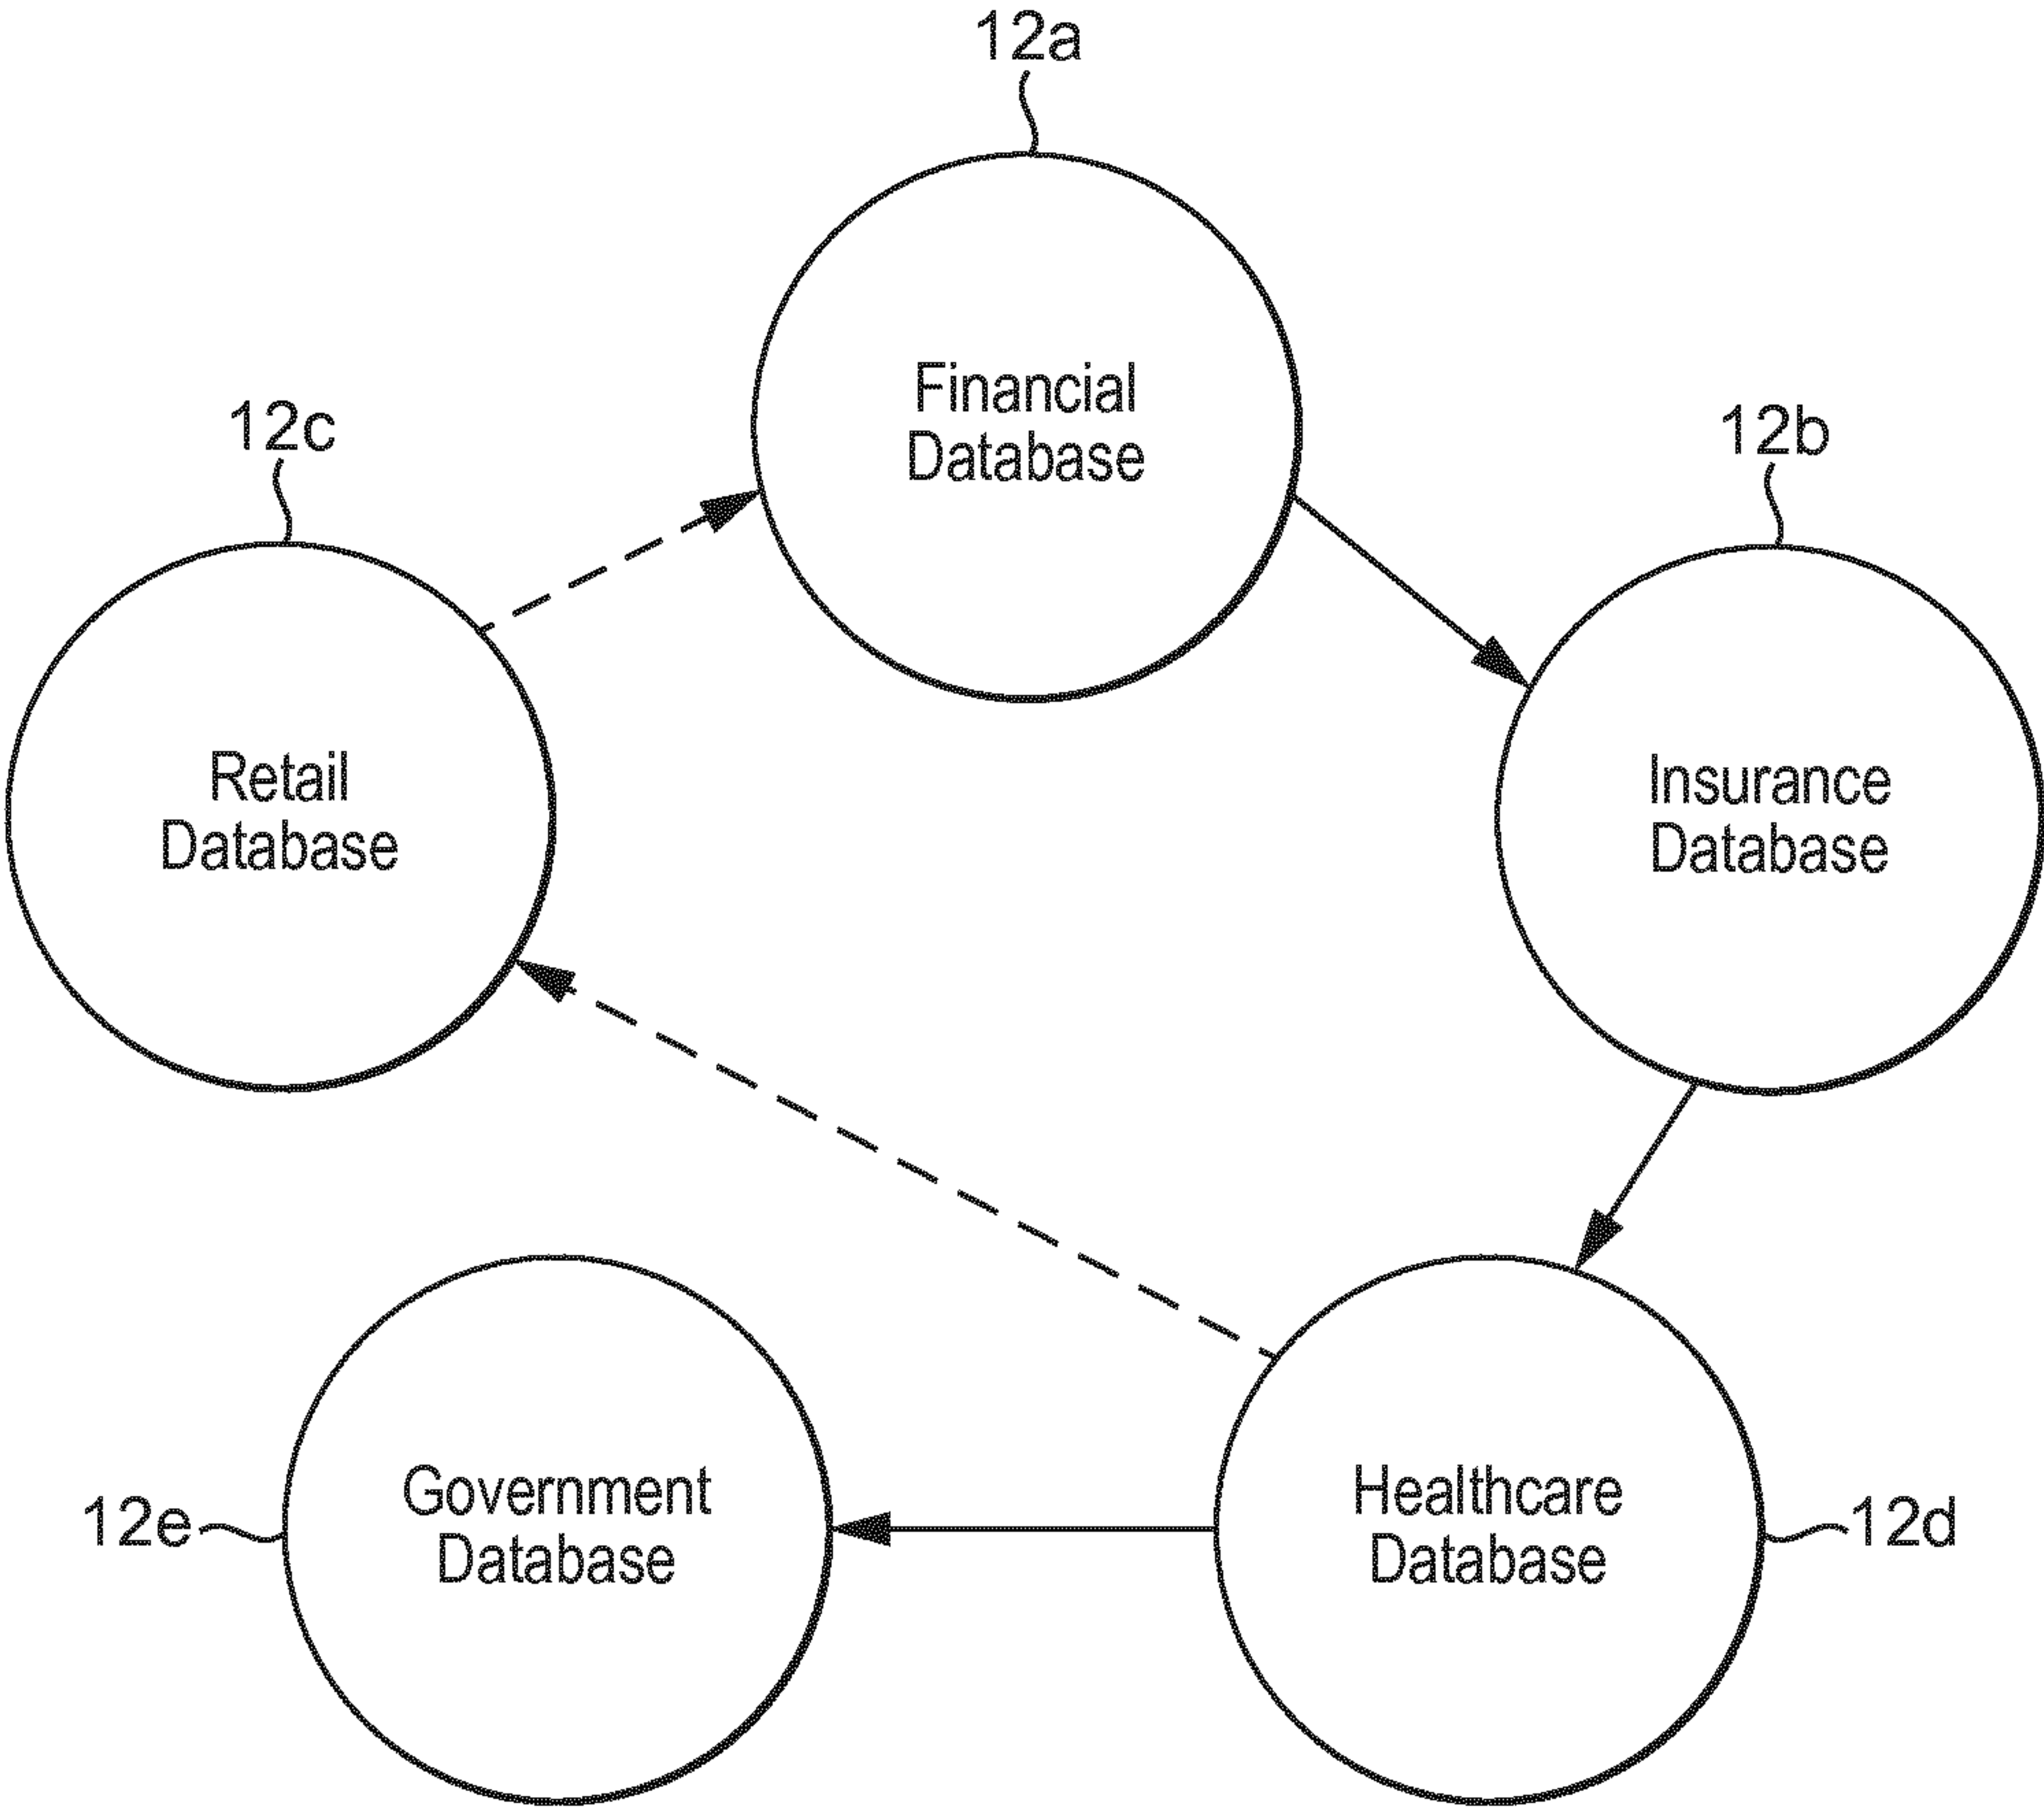 12a
Financial
Database
12c
12b
Retail
Database
Insurance
Database
Government
Database
Healthcare
Database
12e
12d